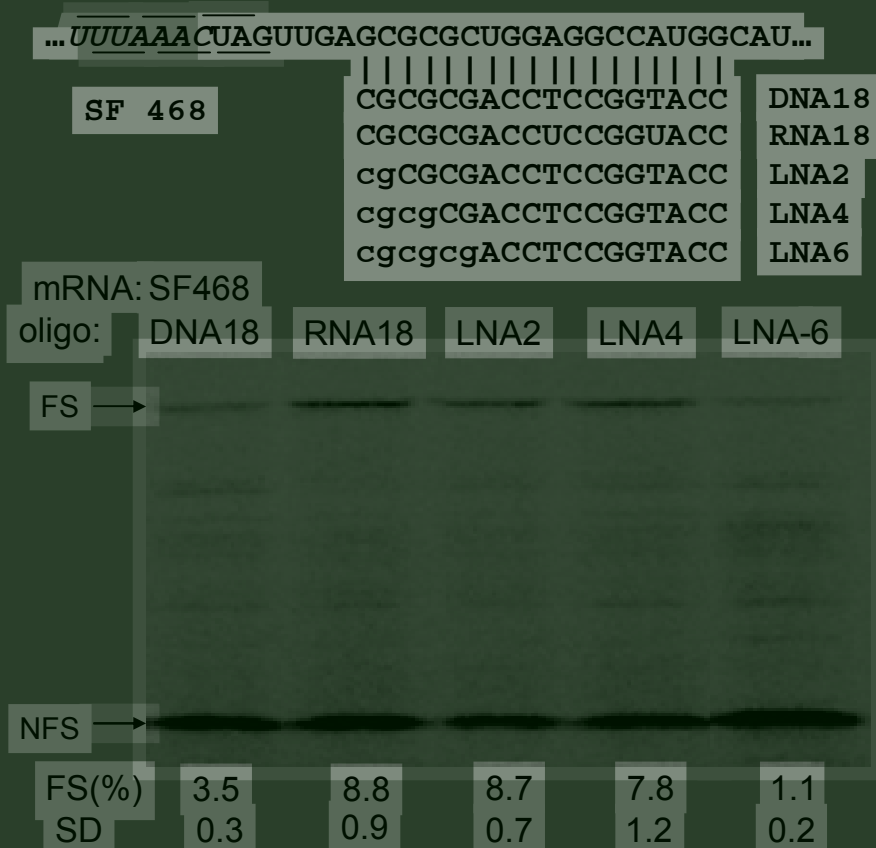 ...UUUAAACUAGUUGAGCGCGCUGGAGGCCAUGGCAU...
SF 468
CGCGCGACCTCCGGTACC DNA18
CGCGCGACCUCCGGUACC RNA18
cgCGCGACCTCCGGTACC LNA2
cgcgCGACCTCCGGTACC LNA4
cgcgcgACCTCCGGTACC LNA6
mRNA: SF468
oligo: DNA18 RNA18 LNA2 LNA4 LNA-6
FS
NFS
FS(%) 3.5 8.8 8.7 7.8 1.1
SD 0.3 0.9 0.7 1.2 0.2